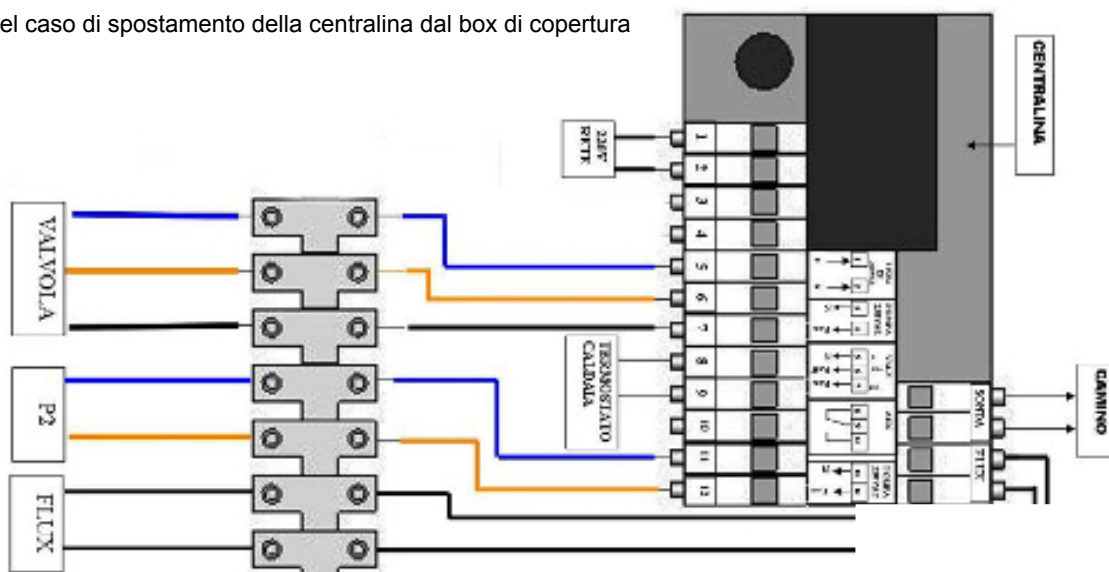 el caso di spostamento della centralina dal box di copertura
CENTRALINA
220V
RETE
1
2
3
4
5
6
7
8
9
10
11
12
VALVOLA
P2
FLUX
TERMOSTATO
CALDAIA
SONDA
FLUX
CAMINO